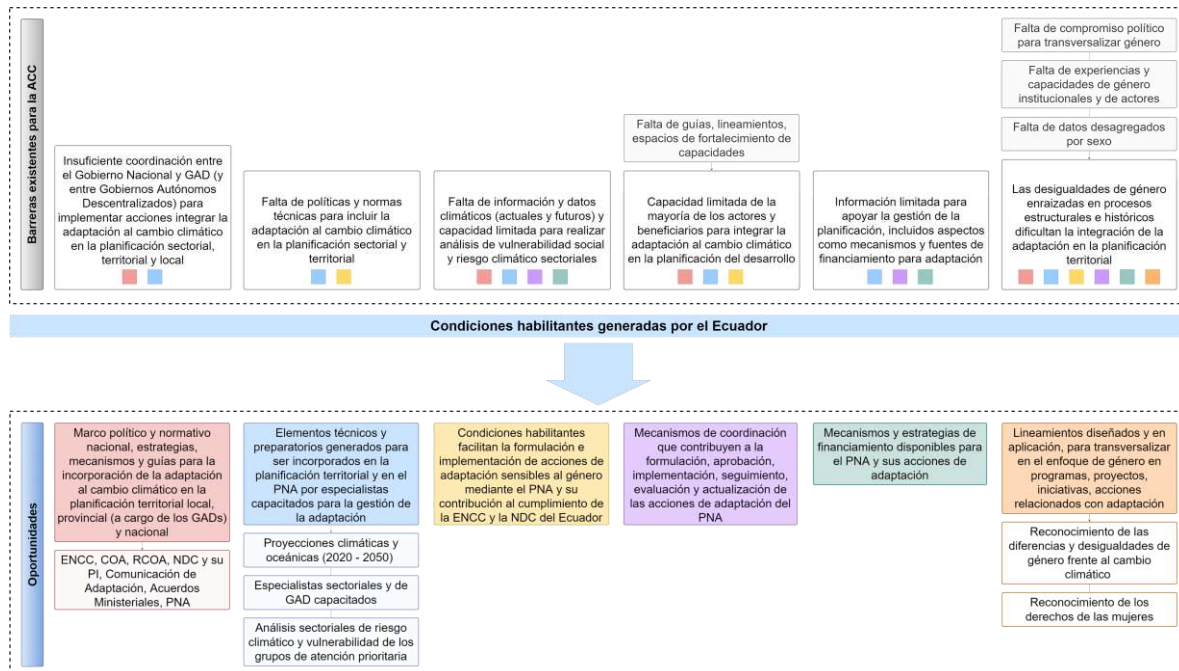 Barreras existentes para la ACC
Insuficiente coordinación entre
el Gobierno Nacional y GAD (y
entre Gobiernos Autónomos
Descentralizados) para
implementar acciones integrar la
adaptación al cambio climático
en la planificación sectorial,
territorial y local
Falta de políticas y normas
técnicas para incluir la
adaptación al cambio climático
en la planificación sectorial y
territorial
Falta de información y datos
climáticos (actuales y futuros) y
capacidad limitada para realizar
análisis de vulnerabilidad social
y riesgo climático sectoriales
Falta de guías, lineamientos,
espacios de fortalecimiento de
capacidades
Capacidad limitada de la
mayoría de los actores y
beneficiarios para integrar la
adaptación al cambio climático
en la planificación del desarrollo
Información limitada para
apoyar la gestión de la
planificación, incluidos aspectos
como mecanismos y fuentes de
financiamiento para adaptación
Falta de compromiso político
para transversalizar género
Falta de experiencias y
capacidades de género
institucionales y de actores
Falta de datos desagregados
por sexo
Las desigualdades de género
enraizadas en procesos
estructurales e históricos
dificultan la integración de la
adaptación en la planificación
territorial
Condiciones habilitantes generadas por el Ecuador
Oportunidades
Marco político y normativo
nacional, estrategias,
mecanismos y guías para la
incorporación de la adaptación
al cambio climático en la
planificación territorial local,
provincial (a cargo de los GADs)
y nacional
ENCC, COA, RCOA, NDC y su
PI, Comunicación de
Adaptación, Acuerdos
Ministeriales, PNA
Elementos técnicos y
preparatorios generados para
ser incorporados en la
planificación territorial y en el
PNA por especialistas
capacitados para la gestión de
la adaptación
Proyecciones climáticas y
oceánicas (2020 - 2050)
Especialistas sectoriales y de
GAD capacitados
Análisis sectoriales de riesgo
climático y vulnerabilidad de los
grupos de atención prioritaria
Condiciones habilitantes
facilitan la formulación e
implementación de acciones de
adaptación sensibles al género
mediante el PNA y su
contribución al cumplimiento de
la ENCC y la NDC del Ecuador
Mecanismos de coordinación
que contribuyen a la
formulación, aprobación,
implementación, seguimiento,
evaluación y actualización de
las acciones de adaptación del
PNA
Mecanismos y estrategias de
financiamiento disponibles para
el PNA y sus acciones de
adaptación
Lineamientos diseñados y en
aplicación, para transversalizar
en el enfoque de género en
programas, proyectos,
iniciativas, acciones
relacionados con adaptación
Reconocimiento de las
diferencias y desigualdades de
género frente al cambio
climático
Reconocimiento de los
derechos de las mujeres